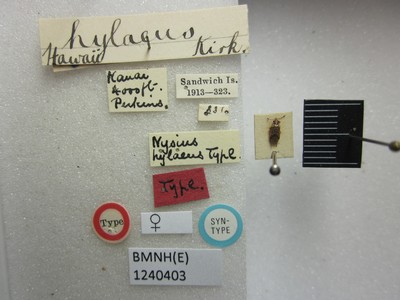 hylaeus
Hawaii Kirk.
Kauai
4000ft.
Perkins.
Sandwich Is.
1913—323.
Nysius
hylaeus Type.
Type.
Type
♀
SYN-
TYPE
BMNH(E)
1240403